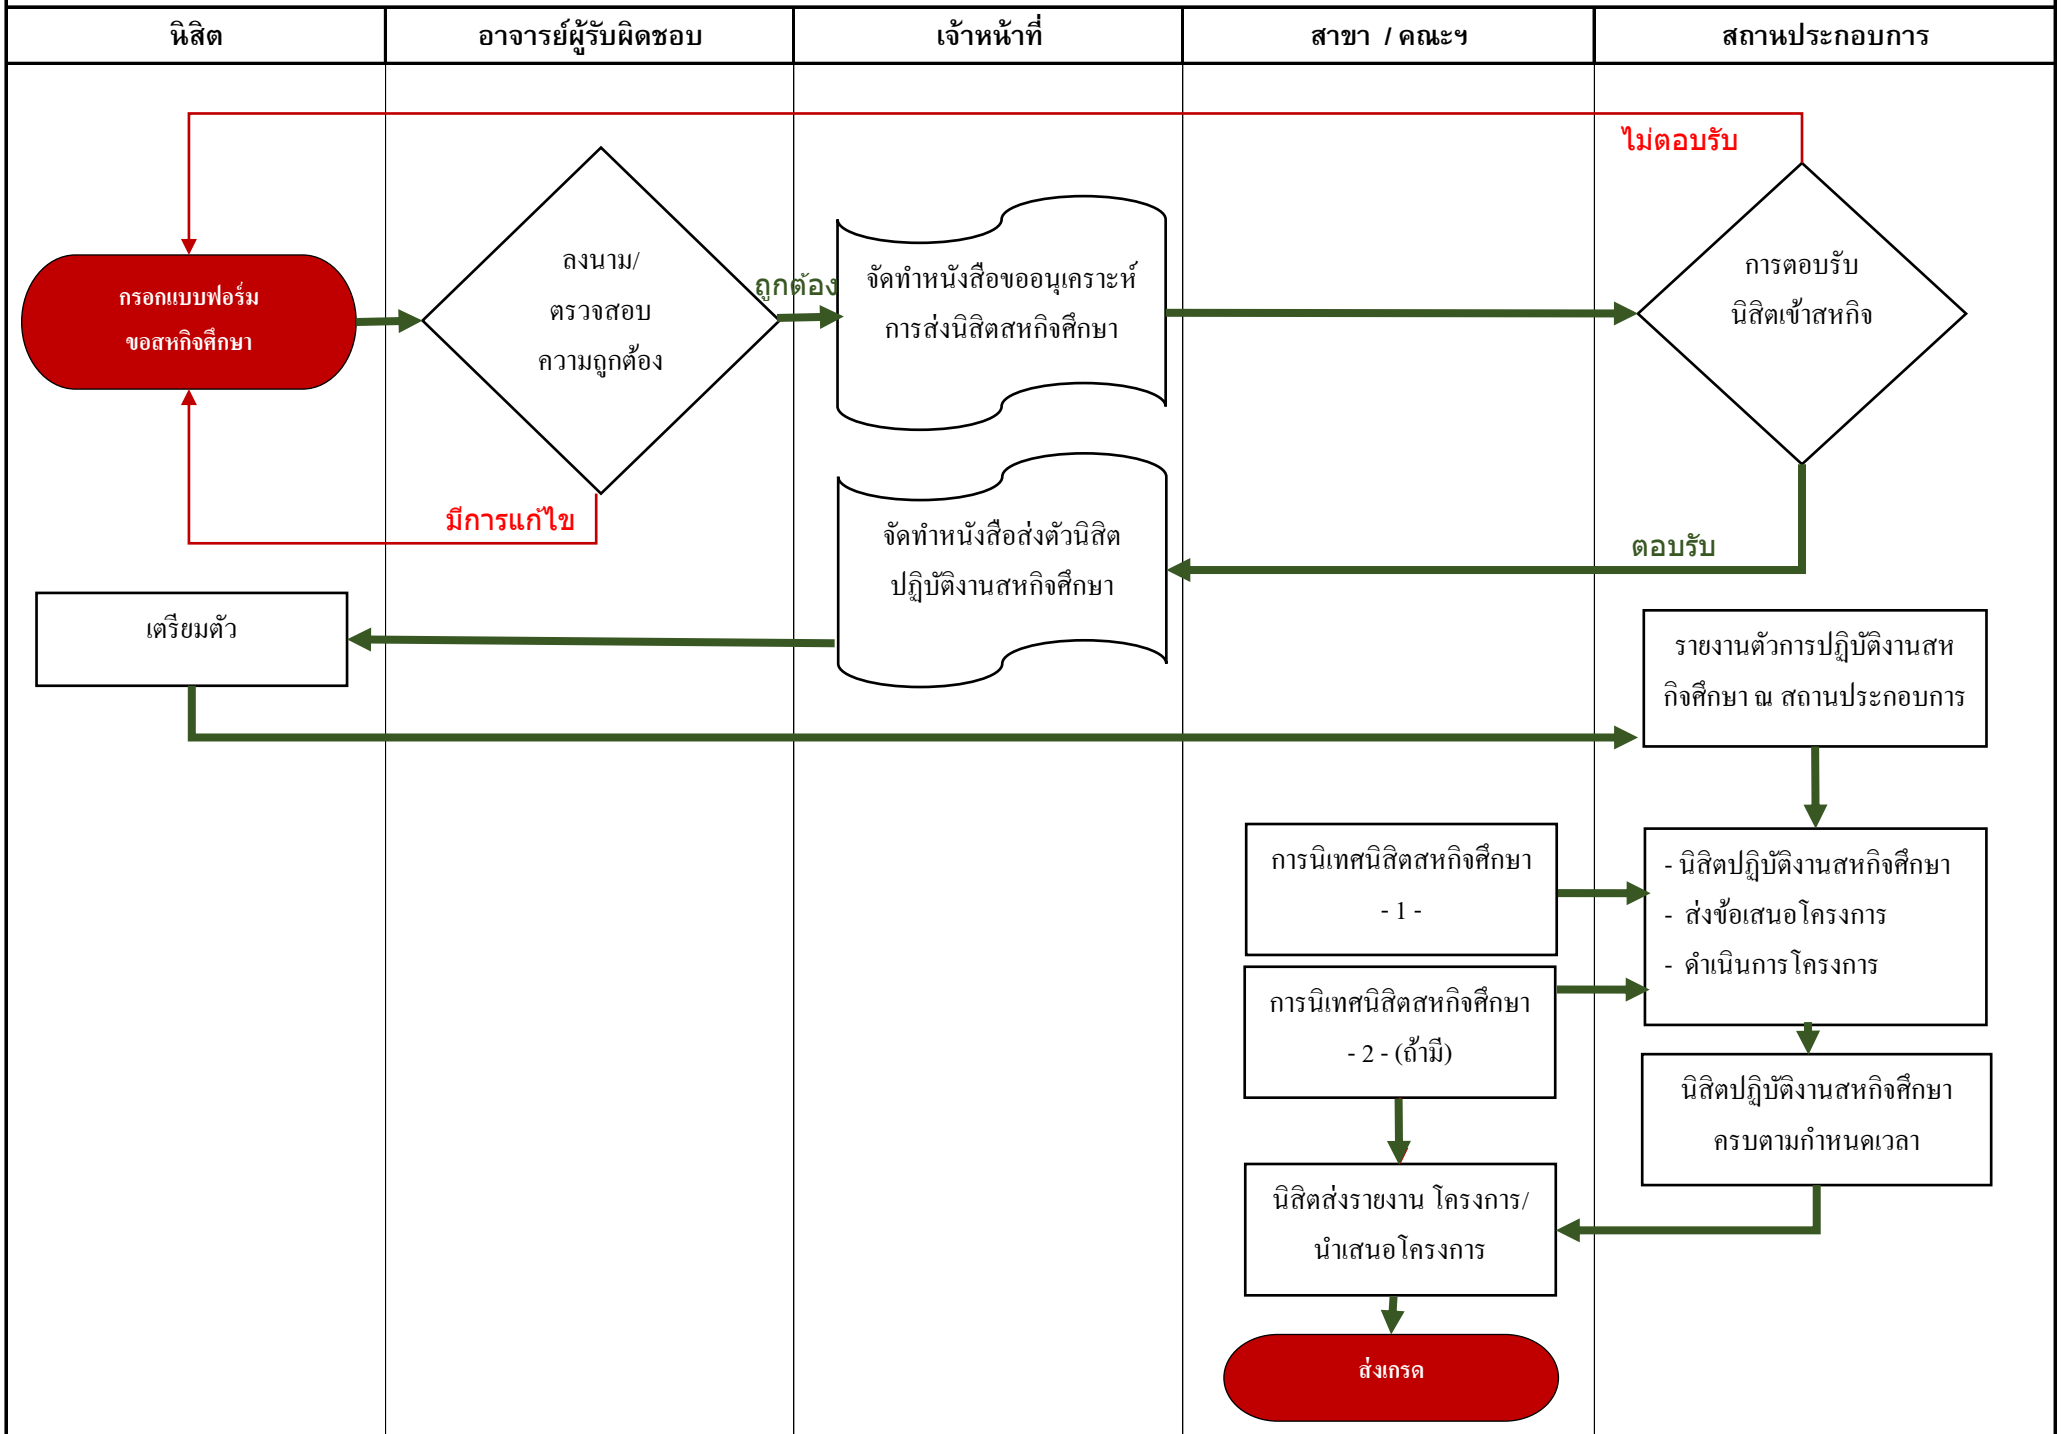 นิสิต
อาจารย์ผู้รับผิดชอบ
เจ้าหน้าที่
สาขา / คณะฯ
สถานประกอบการ
ไม่ตอบรับ
กรอกแบบฟอร์ม
ขอสหกิจศึกษา
ลงนาม/
ตรวจสอบ
ความถูกต้อง
ถูกต้อง
จัดทำหนังสือขออนุเคราะห์
การส่งนิสิตสหกิจศึกษา
การตอบรับ
นิสิตเข้าสหกิจ
มีการแก้ไข
จัดทำหนังสือส่งตัวนิสิต
ปฏิบัติงานสหกิจศึกษา
ตอบรับ
เตรียมตัว
รายงานตัวการปฏิบัติงานสห
กิจศึกษา ณ สถานประกอบการ
การนิเทศนิสิตสหกิจศึกษา
- 1 -
- นิสิตปฏิบัติงานสหกิจศึกษา
- ส่งข้อเสนอโครงการ
- ดำเนินการโครงการ
การนิเทศนิสิตสหกิจศึกษา
- 2 - (ถ้ามี)
นิสิตปฏิบัติงานสหกิจศึกษา
ครบตามกำหนดเวลา
นิสิตส่งรายงาน โครงการ/
นำเสนอโครงการ
ส่งเกรด